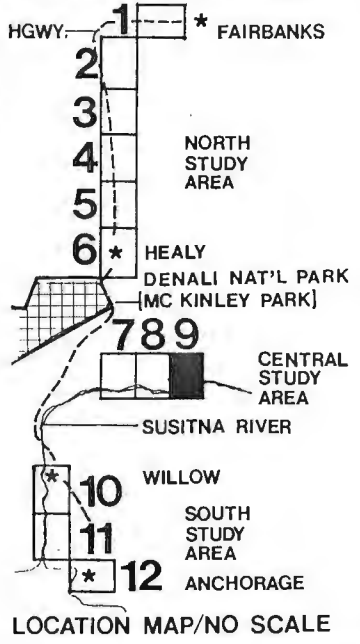 1
HGWY.
* FAIRBANKS
2
3
NORTH
4
STUDY
AREA
5
6 * HEALY
DENALI NAT'L PARK
[MC KINLEY PARK]
7 8 9
CENTRAL
STUDY
AREA
SUSITNA RIVER
* WILLOW
10
SOUTH
11
STUDY
AREA
* 12 ANCHORAGE
LOCATION MAP/NO SCALE